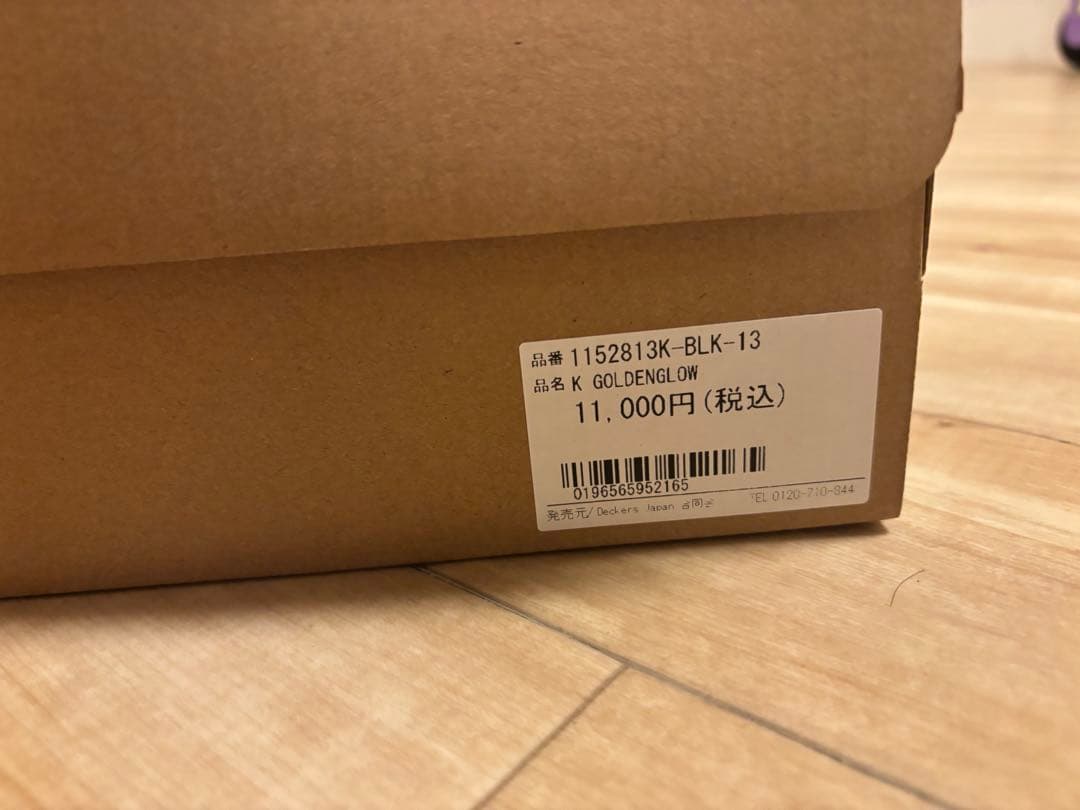 品番 1152813K-BLK-13
品名 K GOLDENGLOW
11,000円(税込)
0196565952165
発売元/Deckers Japan 合同会
TEL 0120-710-844